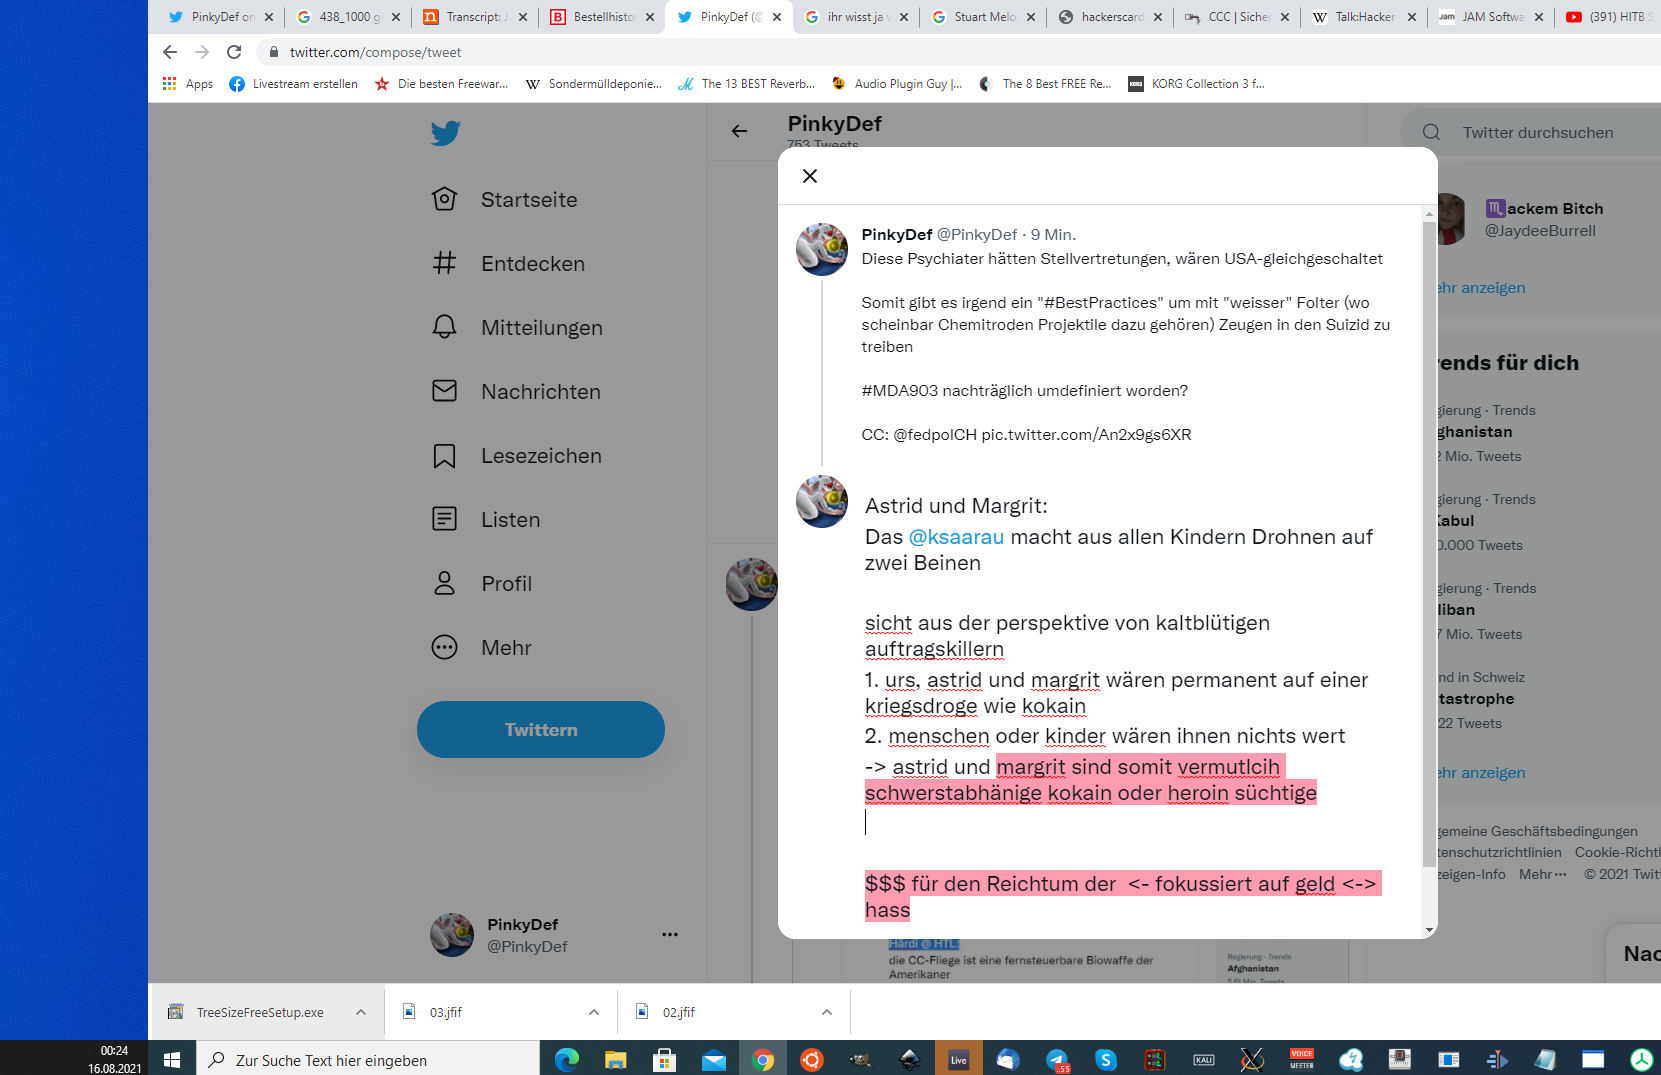 PinkyDef on
438_1000 g
Transcript: J
Bestellhisto
PinkyDef (@
ihr wisst ja v
Stuart Melo
hackerscard
CCC | Sicher
Talk:Hacker
JAM Softwa
(391) HITB S
twitter.com/compose/tweet
Apps
Livestream erstellen
Die besten Freewar...
Sondermülldeponie...
The 13 BEST Reverb...
Audio Plugin Guy |...
The 8 Best FREE Re...
KORG Collection 3 f...
PinkyDef
753 Tweets
Twitter durchsuchen
Startseite
Entdecken
Mitteilungen
Nachrichten
Lesezeichen
Listen
Profil
Mehr
Twittern
PinkyDef
@PinkyDef
PinkyDef @PinkyDef · 9 Min.
Diese Psychiater hätten Stellvertretungen, wären USA-gleichgeschaltet
Somit gibt es irgend ein "#BestPractices" um mit "weisser" Folter (wo
scheinbar Chemitroden Projektile dazu gehören) Zeugen in den Suizid zu
treiben
#MDA903 nachträglich umdefiniert worden?
CC: @fedpolCH pic.twitter.com/An2x9gs6XR
Astrid und Margrit:
Das @ksaarau macht aus allen Kindern Drohnen auf
zwei Beinen
sicht aus der perspektive von kaltblütigen
auftragskillern
1. urs, astrid und margrit wären permanent auf einer
kriegsdroge wie kokain
2. menschen oder kinder wären ihnen nichts wert
-> astrid und margrit sind somit vermutlcih
schwerstabhänige kokain oder heroin süchtige
$$$ für den Reichtum der <- fokussiert auf geld <->
hass
Härdi @ HTL:
die CC-Fliege ist eine fernsteuerbare Biowaffe der
Amerikaner
Regierung · Trends
Afghanistan
2.61 Mio. Tweets
♏ackem Bitch
@JaydeeBurrell
ehr anzeigen
ends für dich
gierung · Trends
ghanistan
2 Mio. Tweets
gierung · Trends
abul
0.000 Tweets
gierung · Trends
liban
7 Mio. Tweets
nd in Schweiz
tastrophe
22 Tweets
ehr anzeigen
gemeine Geschäftsbedingungen
tenschutzrichtlinien Cookie-Richtl
zeigen-Info Mehr··· © 2021 Twit
Nac
TreeSizeFreeSetup.exe
03.jfif
02.jfif
00:24
16.08.2021
Zur Suche Text hier eingeben
Live
.55
KALI
VOICE
MEETER